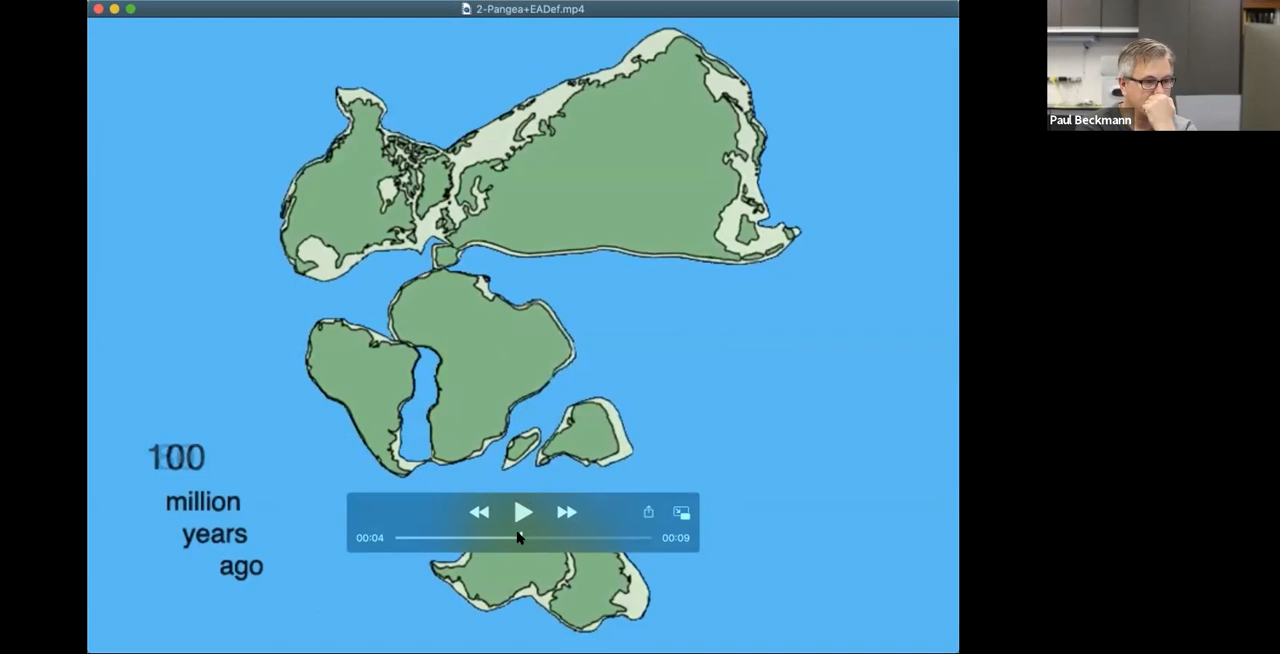 2-Pangea+EADef.mp4
Paul Beckmann
100
million
years
ago
00:04
00:09